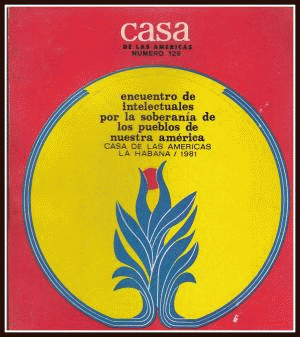 casa
DE LAS AMERICAS
NUMERO 129
encuentro de
intelectuales
por la soberanía de
los pueblos de
nuestra américa
CASA DE LAS AMERICAS
LA HABANA / 1981